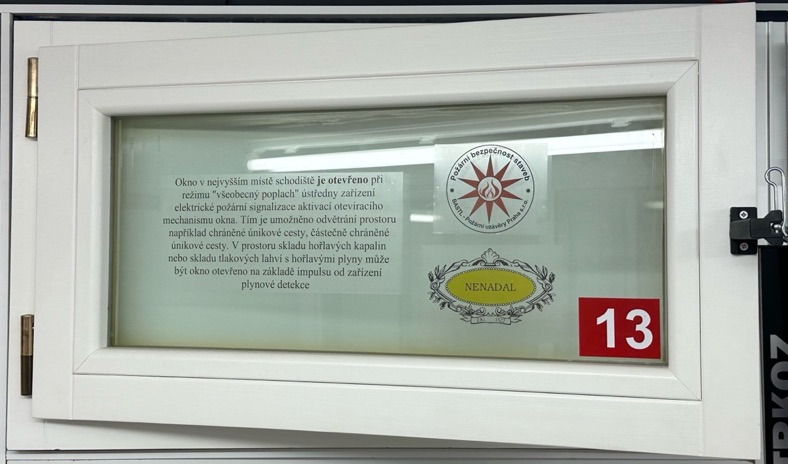 Okno v nejvyšším místě schodiště je otevřeno při
režimu "všeobecný poplach" ústředny zařízení
elektrické požární signalizace aktivací otevíracího
mechanismu okna. Tím je umožněno odvětrání prostoru
například chráněné únikové cesty, částečně chráněné
únikové cesty. V prostoru skladu hořlavých kapalin
nebo skladu tlakových lahví s hořlavými plyny může
být okno otevřeno na základě impulsu od zařízení
plynové detekce
Požární bezpečnost staveb
BASTL - Požární uzávěry Praha s.r.o.
NENADAL
13